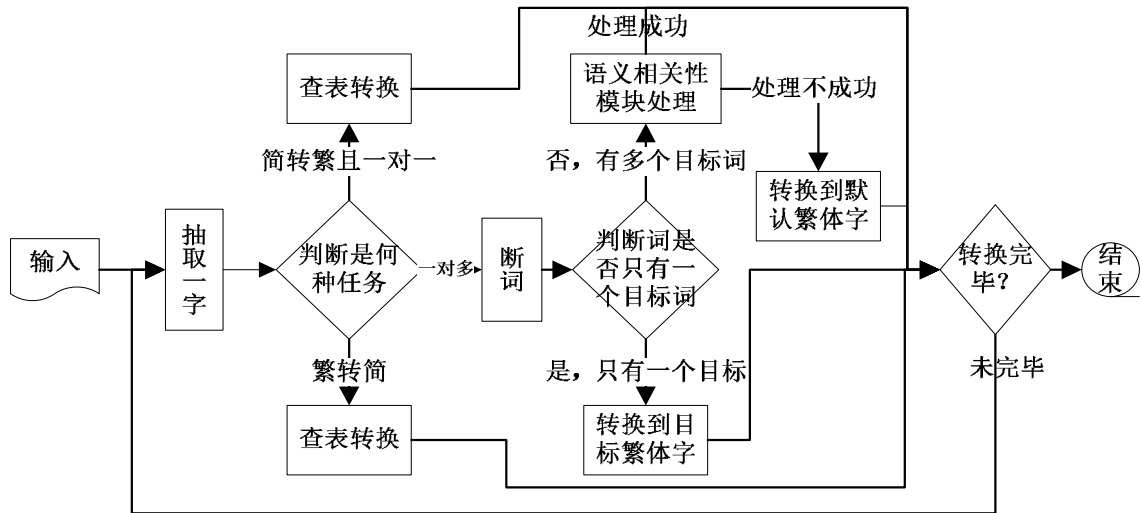 处理成功
查表转换
语义相关性
模块处理
处理不成功
简转繁且一对一
否，有多个目标词
转换到默
认繁体字
输入
抽
取
一
字
判断是何
种任务
一对多
断
词
判断词是
否只有一
个目标词
转换完
毕？
结
束
繁转简
是，只有一个目标
未完毕
查表转换
转换到目
标繁体字